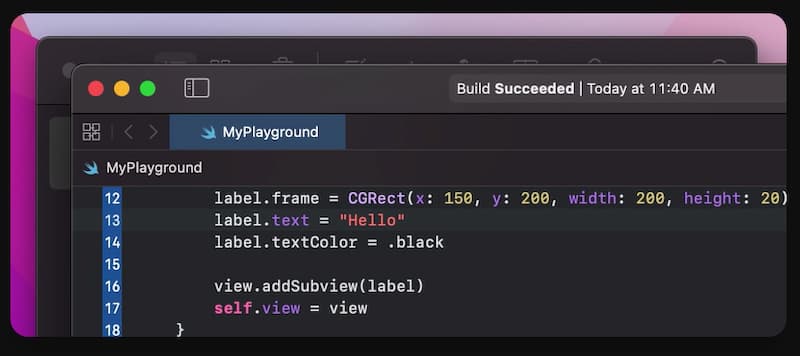 Build Succeeded | Today at 11:40 AM
MyPlayground
MyPlayground
12 label.frame = CGRect(x: 150, y: 200, width: 200, height: 20)
13 label.text = "Hello"
14 label.textColor = .black
15
16 view.addSubview(label)
17 self.view = view
18 }